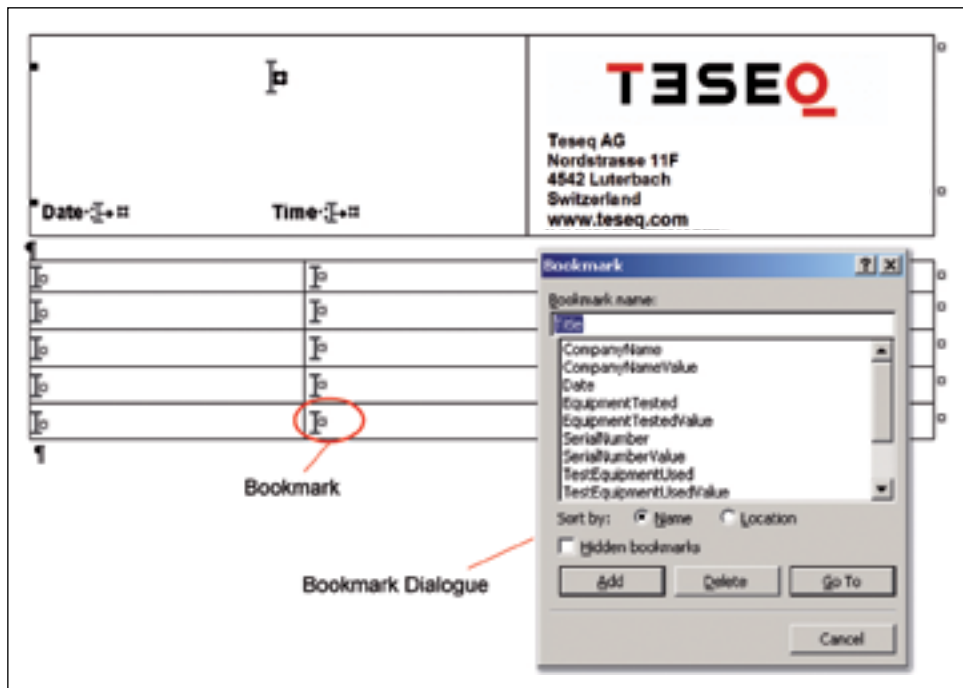 TESEQ
Teseq AG
Nordstrasse 11F
4542 Luterbach
Switzerland
www.teseq.com
Date: Time:
Bookmark
Bookmark name:
Title
CompanyName
CompanyNameValue
Date
EquipmentTested
EquipmentTestedValue
SerialNumber
SerialNumberValue
TestEquipmentUsed
TestEquipmentUsedValue
Sort by: Name Location
Hidden bookmarks
Add Delete Go To
Cancel
Bookmark
Bookmark Dialogue